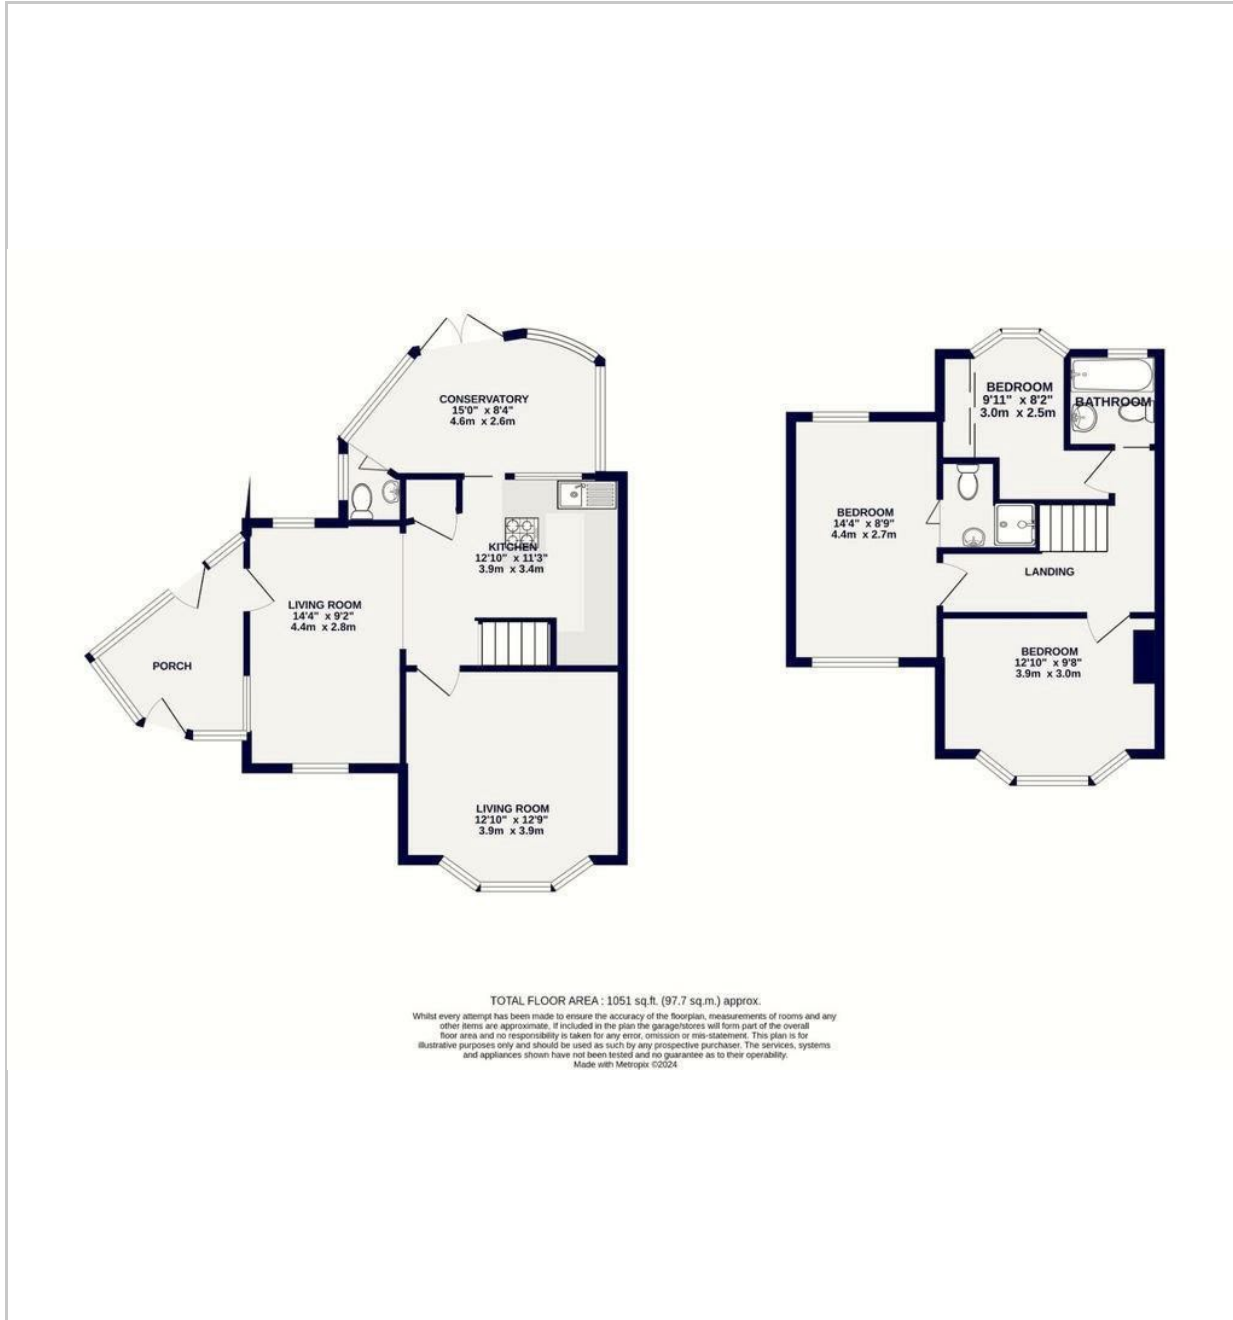 CONSERVATORY
15'0" x 8'4"
4.6m x 2.6m
KITCHEN
12'10" x 11'3"
3.9m x 3.4m
LIVING ROOM
14'4" x 9'2"
4.4m x 2.8m
PORCH
LIVING ROOM
12'10" x 12'9"
3.9m x 3.9m
BEDROOM
9'11" x 8'2"
3.0m x 2.5m
BATHROOM
BEDROOM
14'4" x 8'9"
4.4m x 2.7m
LANDING
BEDROOM
12'10" x 9'8"
3.9m x 3.0m
TOTAL FLOOR AREA : 1051 sq.ft. (97.7 sq.m.) approx.
Whilst every attempt has been made to ensure the accuracy of the floorplan, measurements of rooms and any
other items are approximate, If included in the plan the garage/stores will form part of the overall
floor area and no responsibility is taken for any error, omission or mis-statement. This plan is for
illustrative purposes only and should be used as such by any prospective purchaser. The services, systems
and appliances shown have not been tested and no guarantee as to their operability.
Made with Metropix ©2024